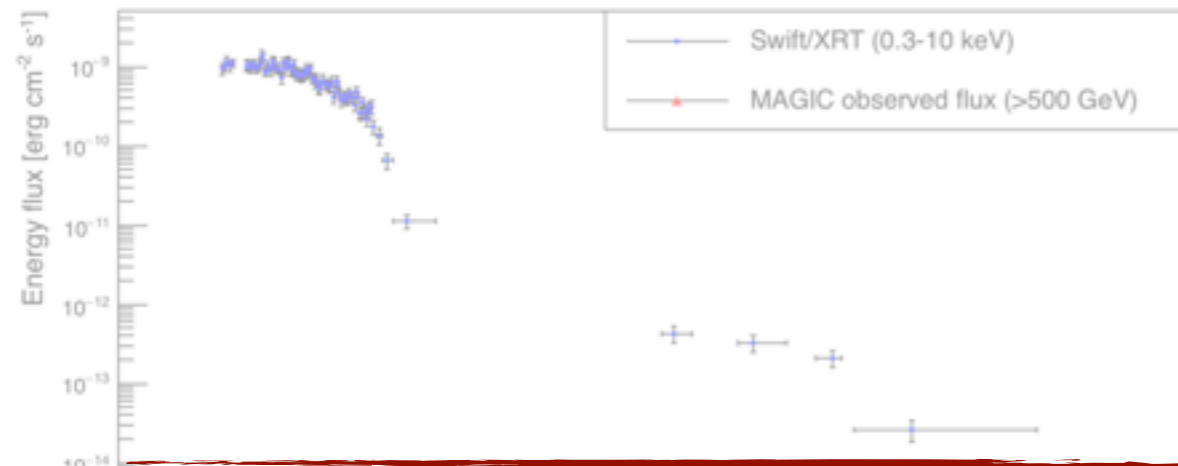 Energy flux [erg cm⁻² s⁻¹]
10⁻⁹
10⁻¹⁰
10⁻¹¹
10⁻¹²
10⁻¹³
10⁻¹⁴
Swift/XRT (0.3-10 keV)
MAGIC observed flux (>500 GeV)